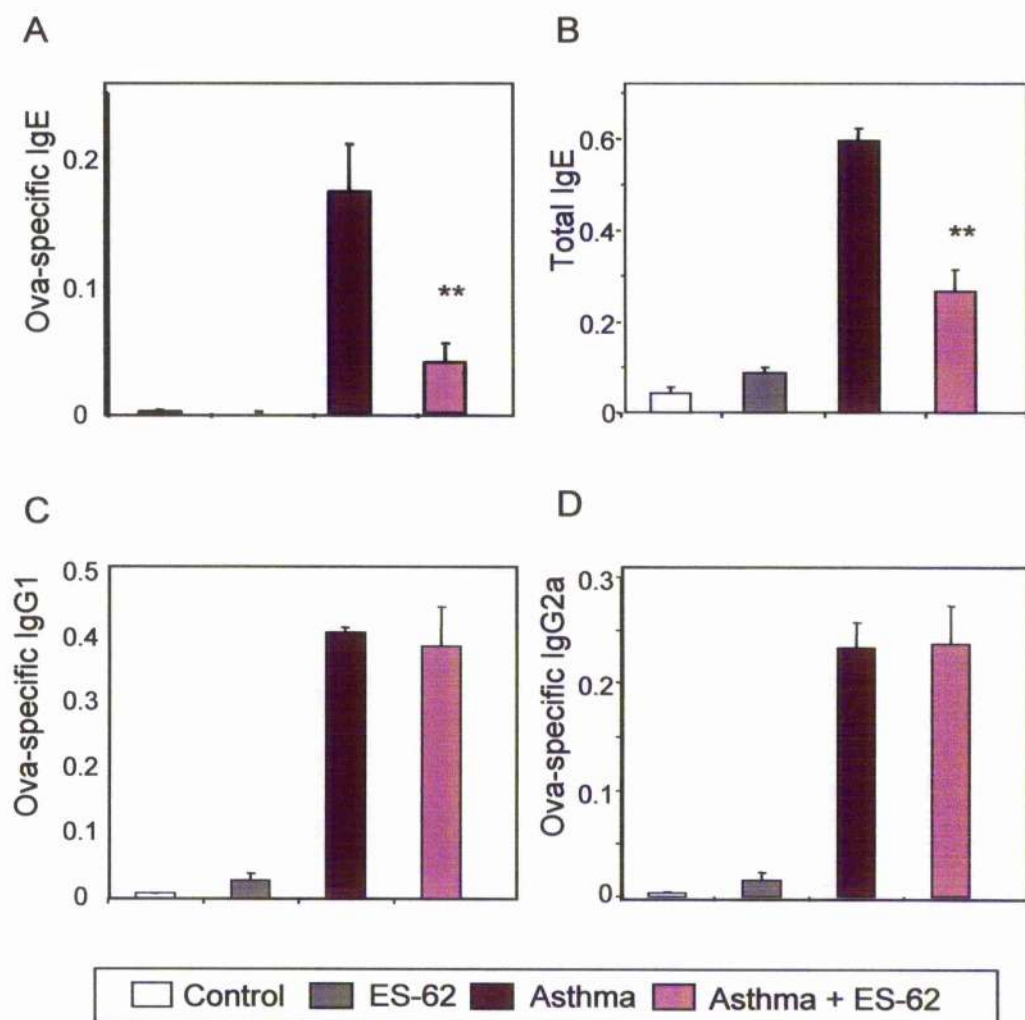 A
Ova-specific IgE
0.2
0.1
0
**
B
Total IgE
0.6
0.4
0.2
0
**
C
Ova-specific IgG1
0.5
0.4
0.3
0.2
0.1
0
D
Ova-specific IgG2a
0.3
0.2
0.1
0
Control ES-62 Asthma Asthma + ES-62